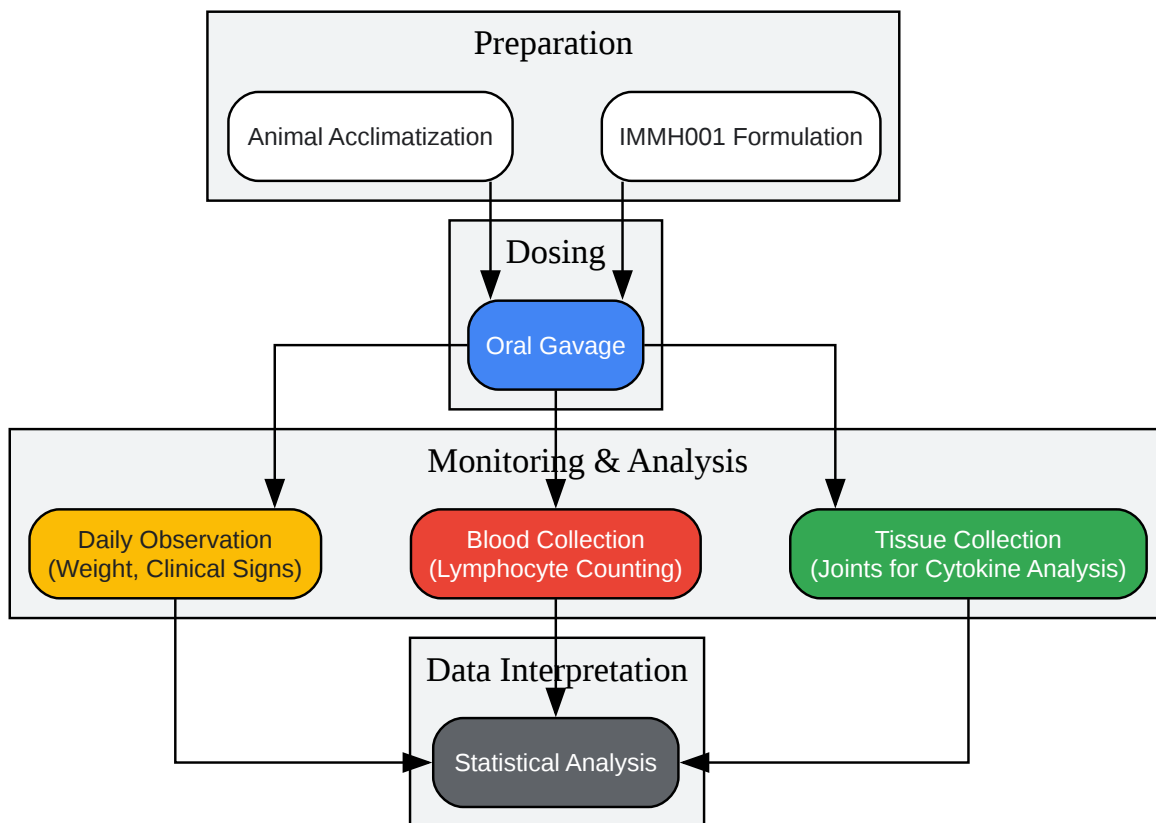 Preparation
Animal Acclimatization
IMMH001 Formulation
Dosing
Oral Gavage
Monitoring & Analysis
Daily Observation
(Weight, Clinical Signs)
Blood Collection
(Lymphocyte Counting)
Tissue Collection
(Joints for Cytokine Analysis)
Data Interpretation
Statistical Analysis